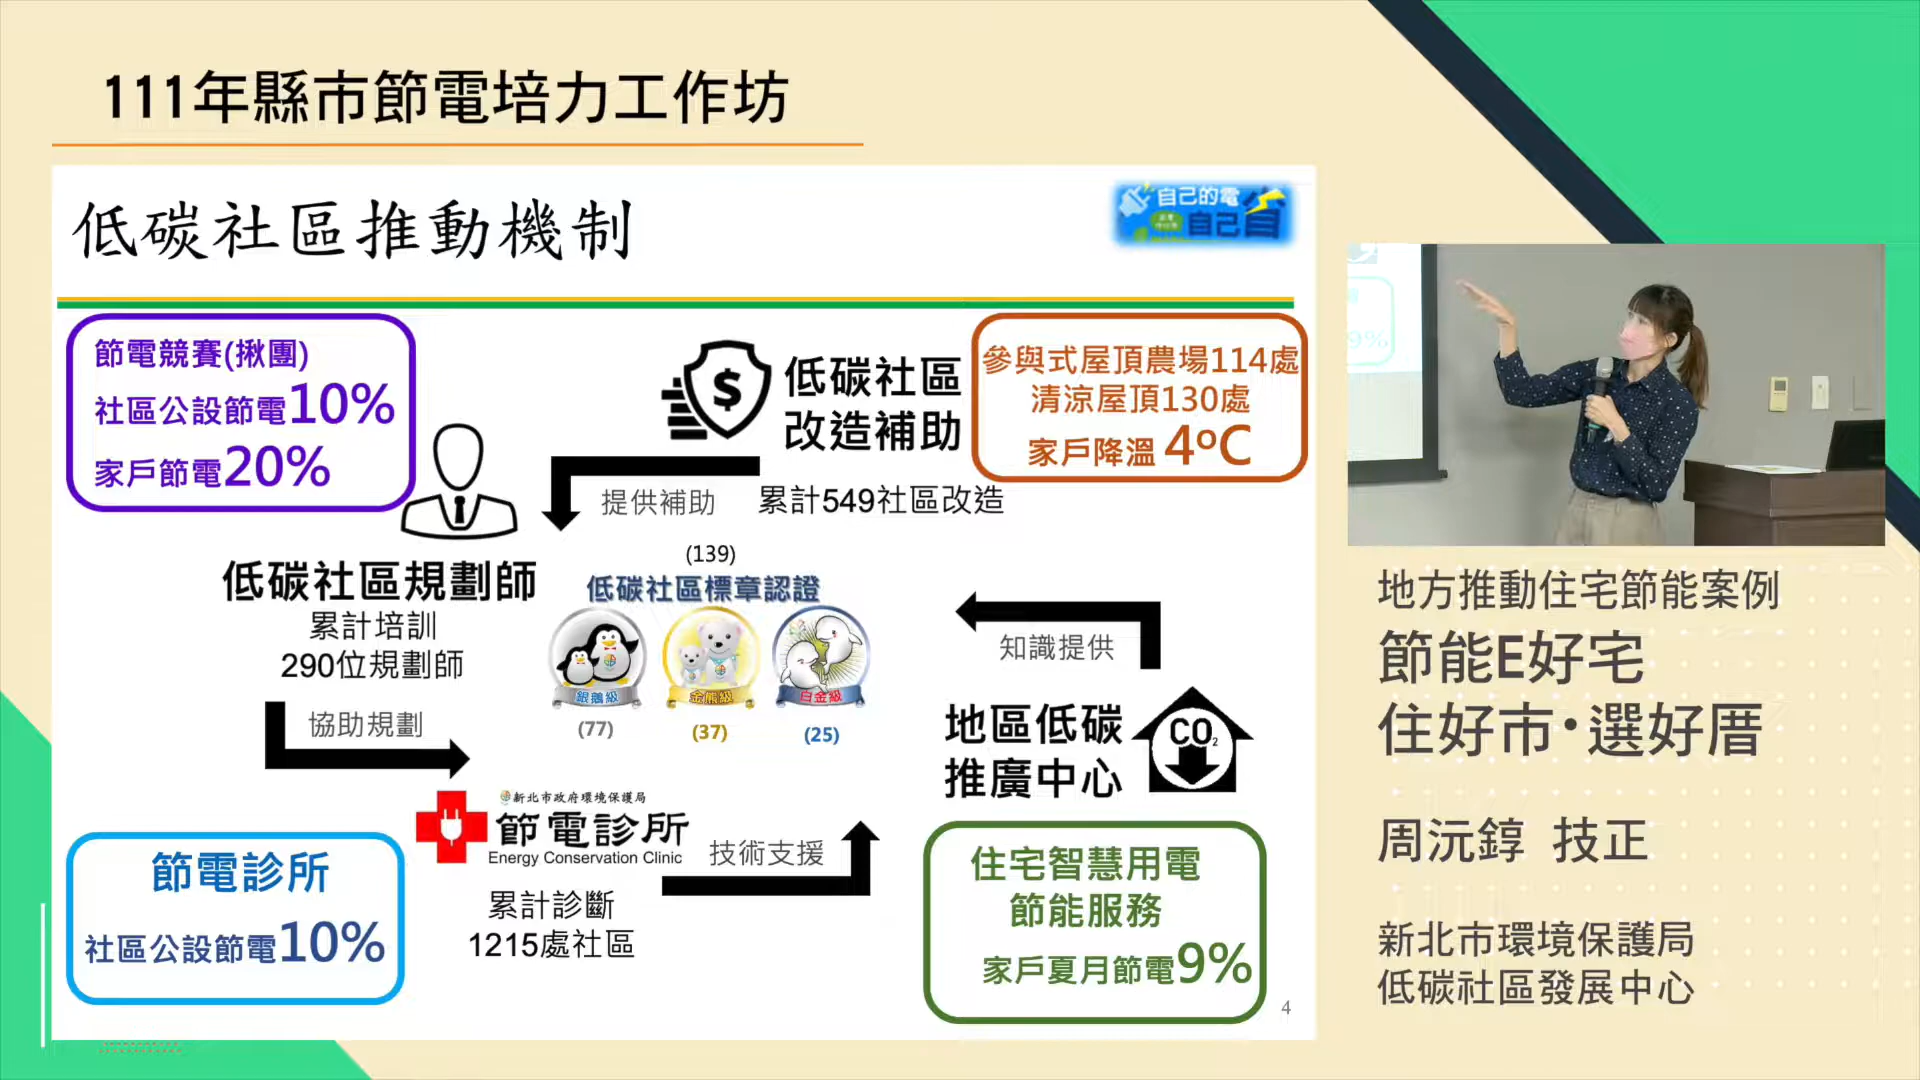 111年縣市節電培力工作坊
低碳社區推動機制
自己的電
自己省
節電競賽(揪團)
社區公設節電10%
家戶節電20%
低碳社區
改造補助
參與式屋頂農場114處
清涼屋頂130處
家戶降溫 4ºC
提供補助
累計549社區改造
低碳社區規劃師
累計培訓
290位規劃師
(139)
低碳社區標章認證
銀鵝級
金熊級
白金級
(77)
(37)
(25)
知識提供
協助規劃
地區低碳
推廣中心
CO2
新北市政府環境保護局
節電診所
Energy Conservation Clinic
技術支援
累計診斷
1215處社區
節電診所
社區公設節電10%
住宅智慧用電
節能服務
家戶夏月節電9%
4
9%
地方推動住宅節能案例
節能E好宅
住好市·選好厝
周沅錞 技正
新北市環境保護局
低碳社區發展中心